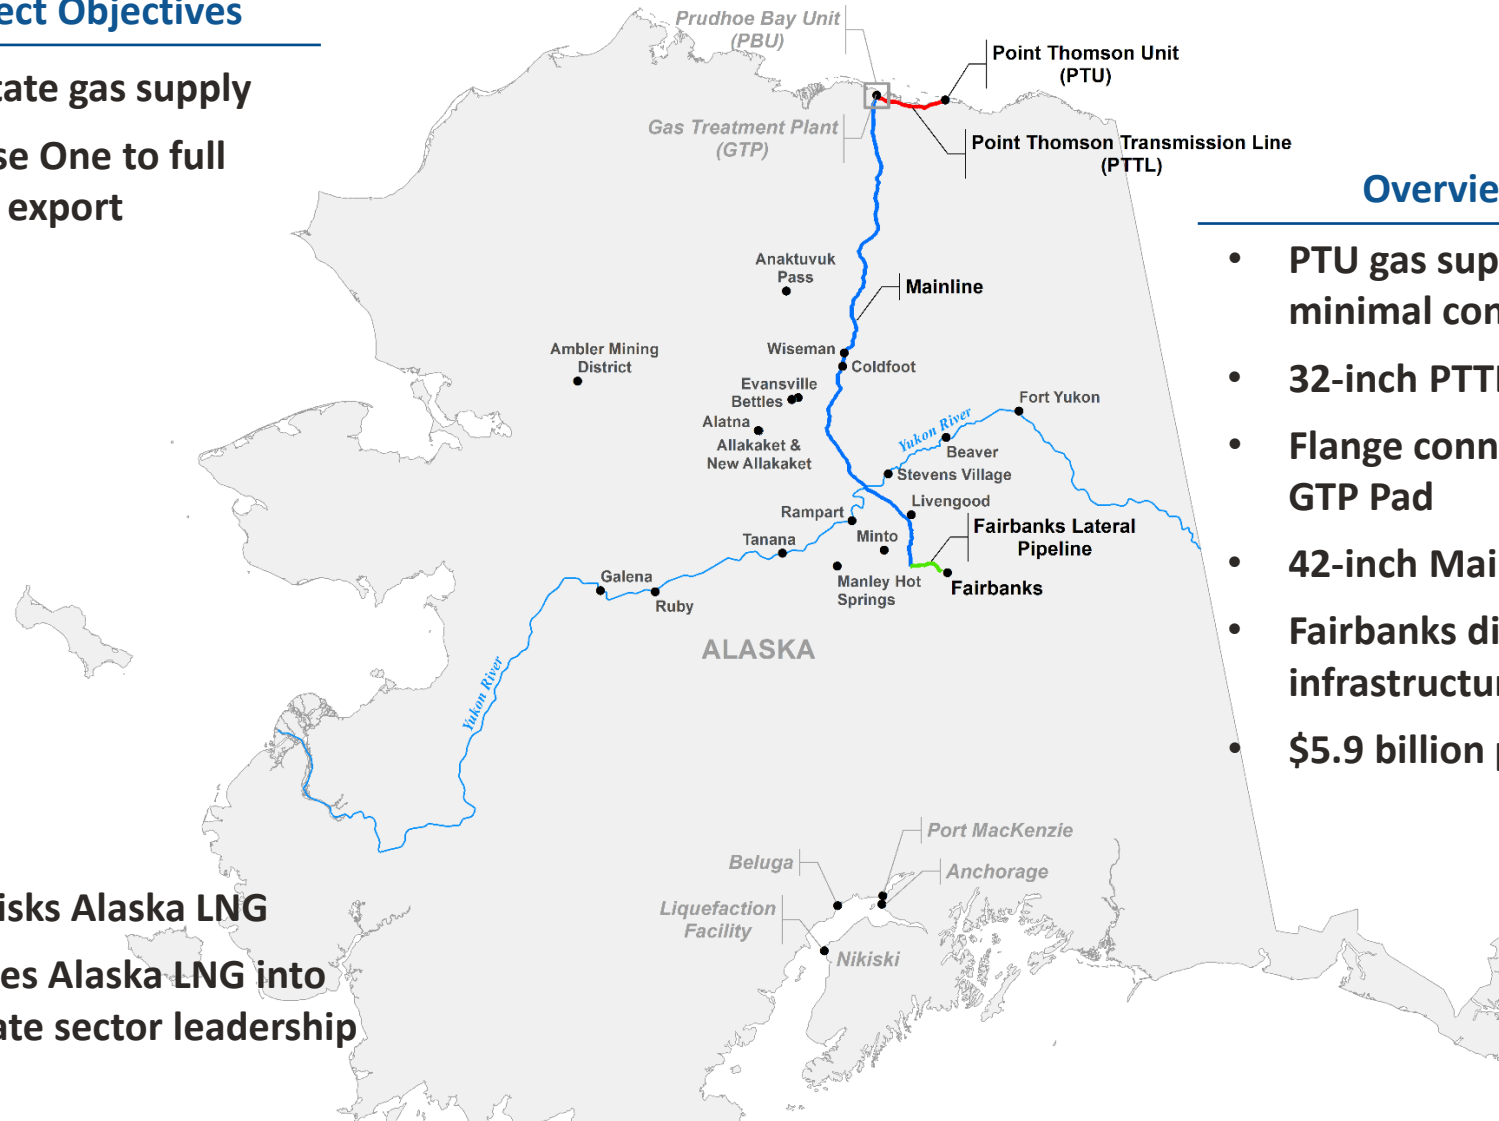 ect Objectives
tate gas supply
se One to full
export
isks Alaska LNG
es Alaska LNG into
ate sector leadership
Prudhoe Bay Unit
(PBU)
Point Thomson Unit
(PTU)
Gas Treatment Plant
(GTP)
Point Thomson Transmission Line
(PTTL)
Anaktuvuk
Pass
Mainline
Ambler Mining
District
Wiseman
Coldfoot
Evansville
Bettles
Alatna
Allakaket &
New Allakaket
Fort Yukon
Yukon River
Beaver
Stevens Village
Livengood
Rampart
Minto
Tanana
Fairbanks Lateral
Pipeline
Manley Hot
Springs
Fairbanks
Galena
Ruby
ALASKA
Yukon River
Port MacKenzie
Beluga
Anchorage
Liquefaction
Facility
Nikiski
Overvie
• PTU gas sup
minimal con
• 32-inch PTT
• Flange conn
GTP Pad
• 42-inch Mai
• Fairbanks di
infrastructu
• $5.9 billion p